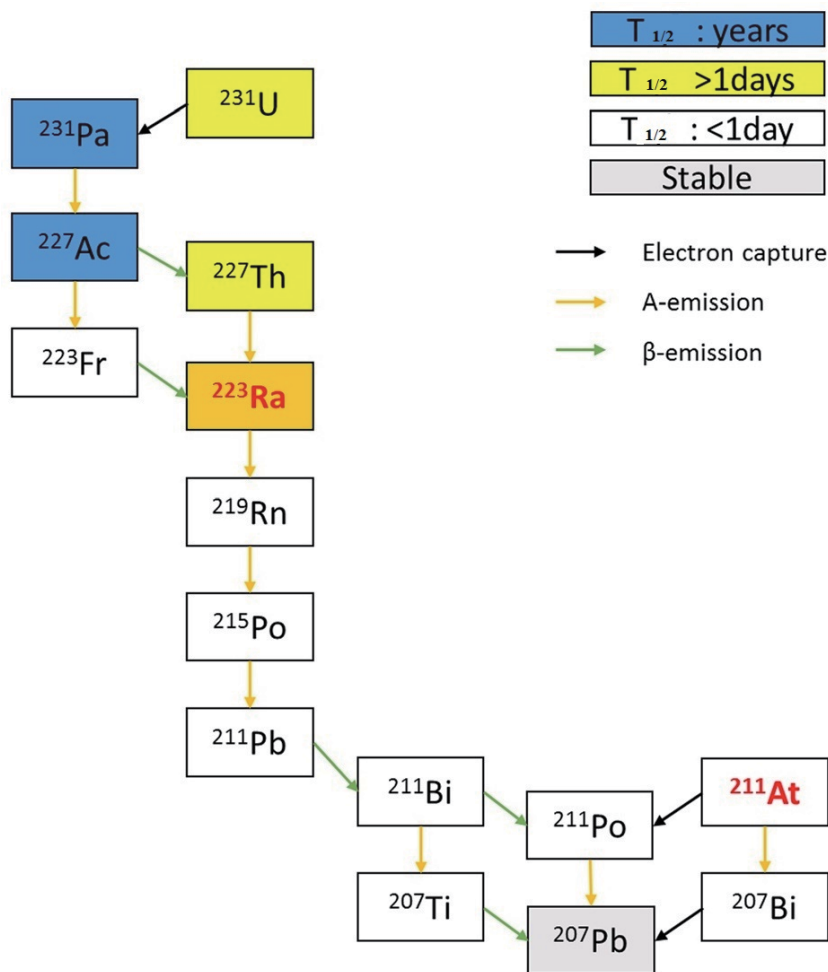 T 1/2 : years
T 1/2 >1days
T 1/2 : <1day
Stable
Electron capture
A-emission
β-emission
231U
231Pa
227Ac
227Th
223Fr
223Ra
219Rn
215Po
211Pb
211Bi
211Po
211At
207Ti
207Pb
207Bi